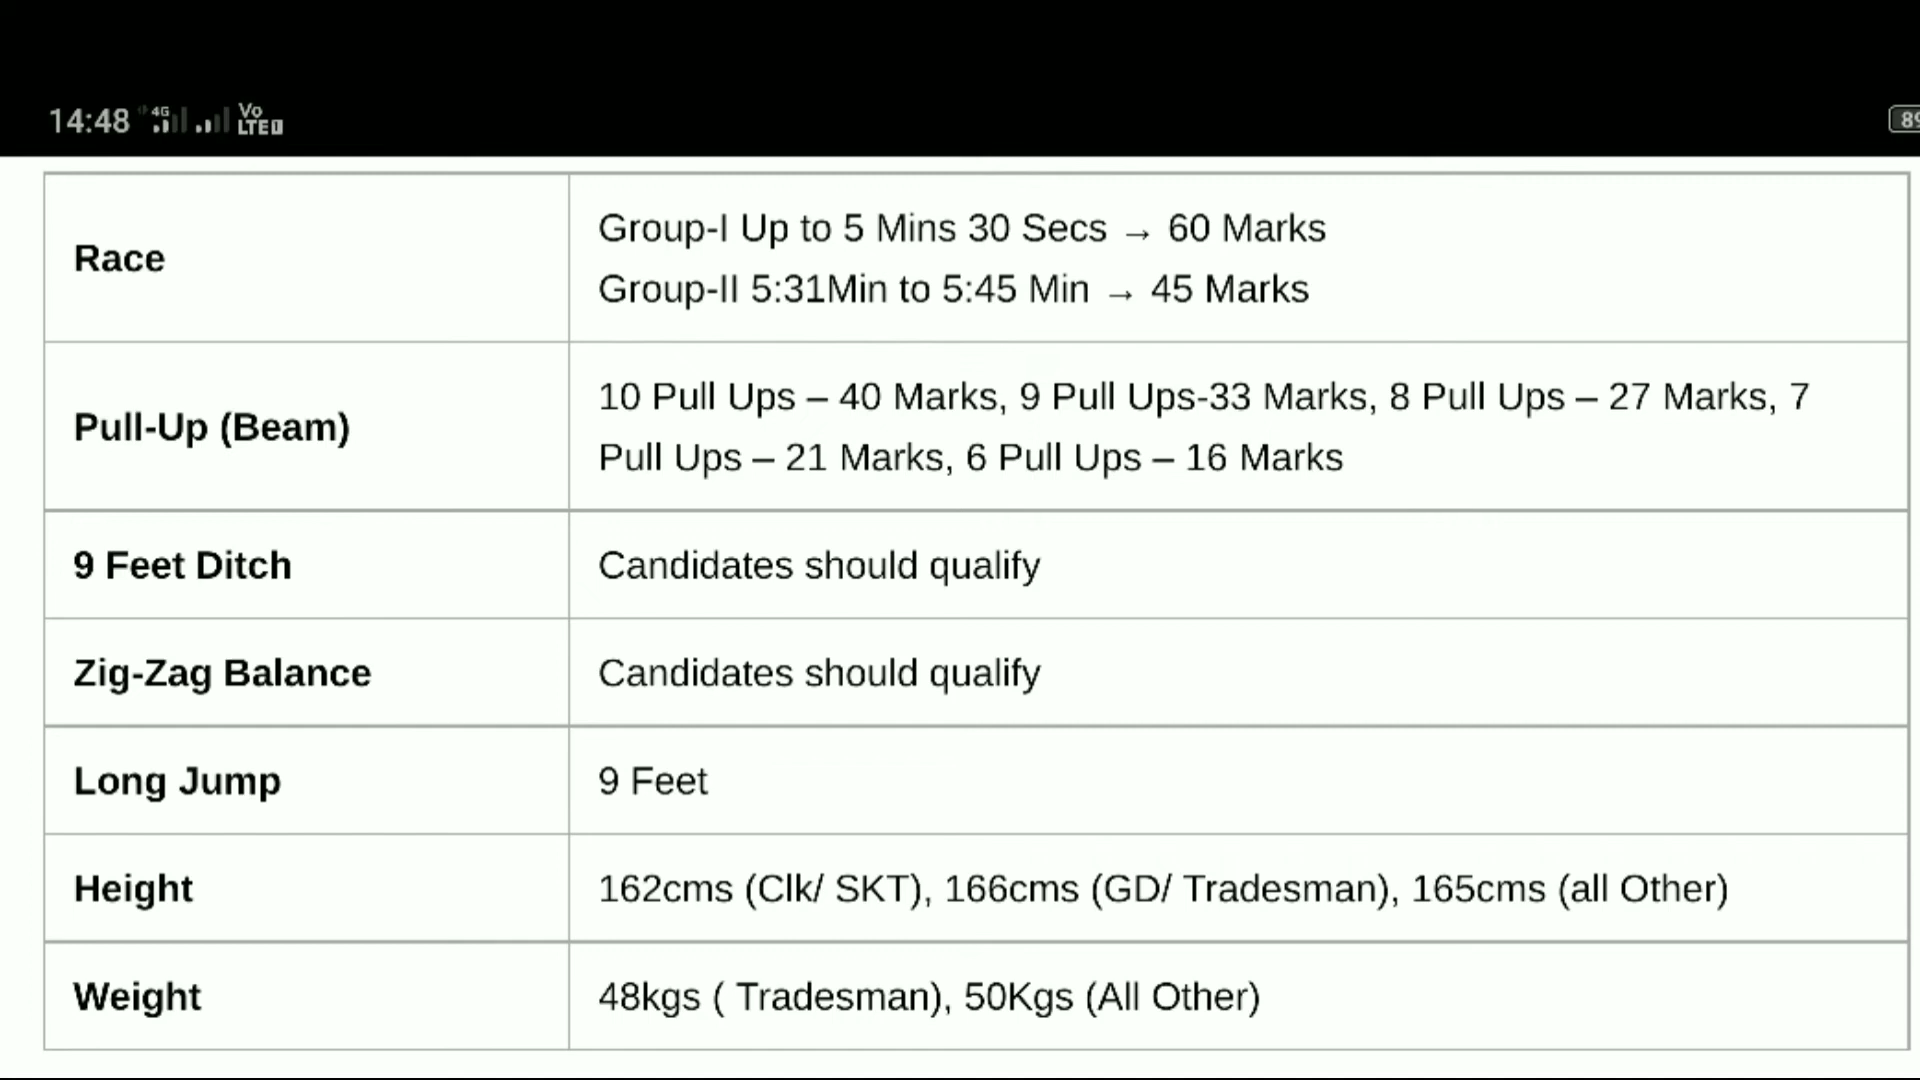 14:48 4G Vo LTE
Race
Group-I Up to 5 Mins 30 Secs → 60 Marks
Group-II 5:31Min to 5:45 Min → 45 Marks
Pull-Up (Beam)
10 Pull Ups – 40 Marks, 9 Pull Ups-33 Marks, 8 Pull Ups – 27 Marks, 7
Pull Ups – 21 Marks, 6 Pull Ups – 16 Marks
9 Feet Ditch
Candidates should qualify
Zig-Zag Balance
Candidates should qualify
Long Jump
9 Feet
Height
162cms (Clk/ SKT), 166cms (GD/ Tradesman), 165cms (all Other)
Weight
48kgs ( Tradesman), 50Kgs (All Other)